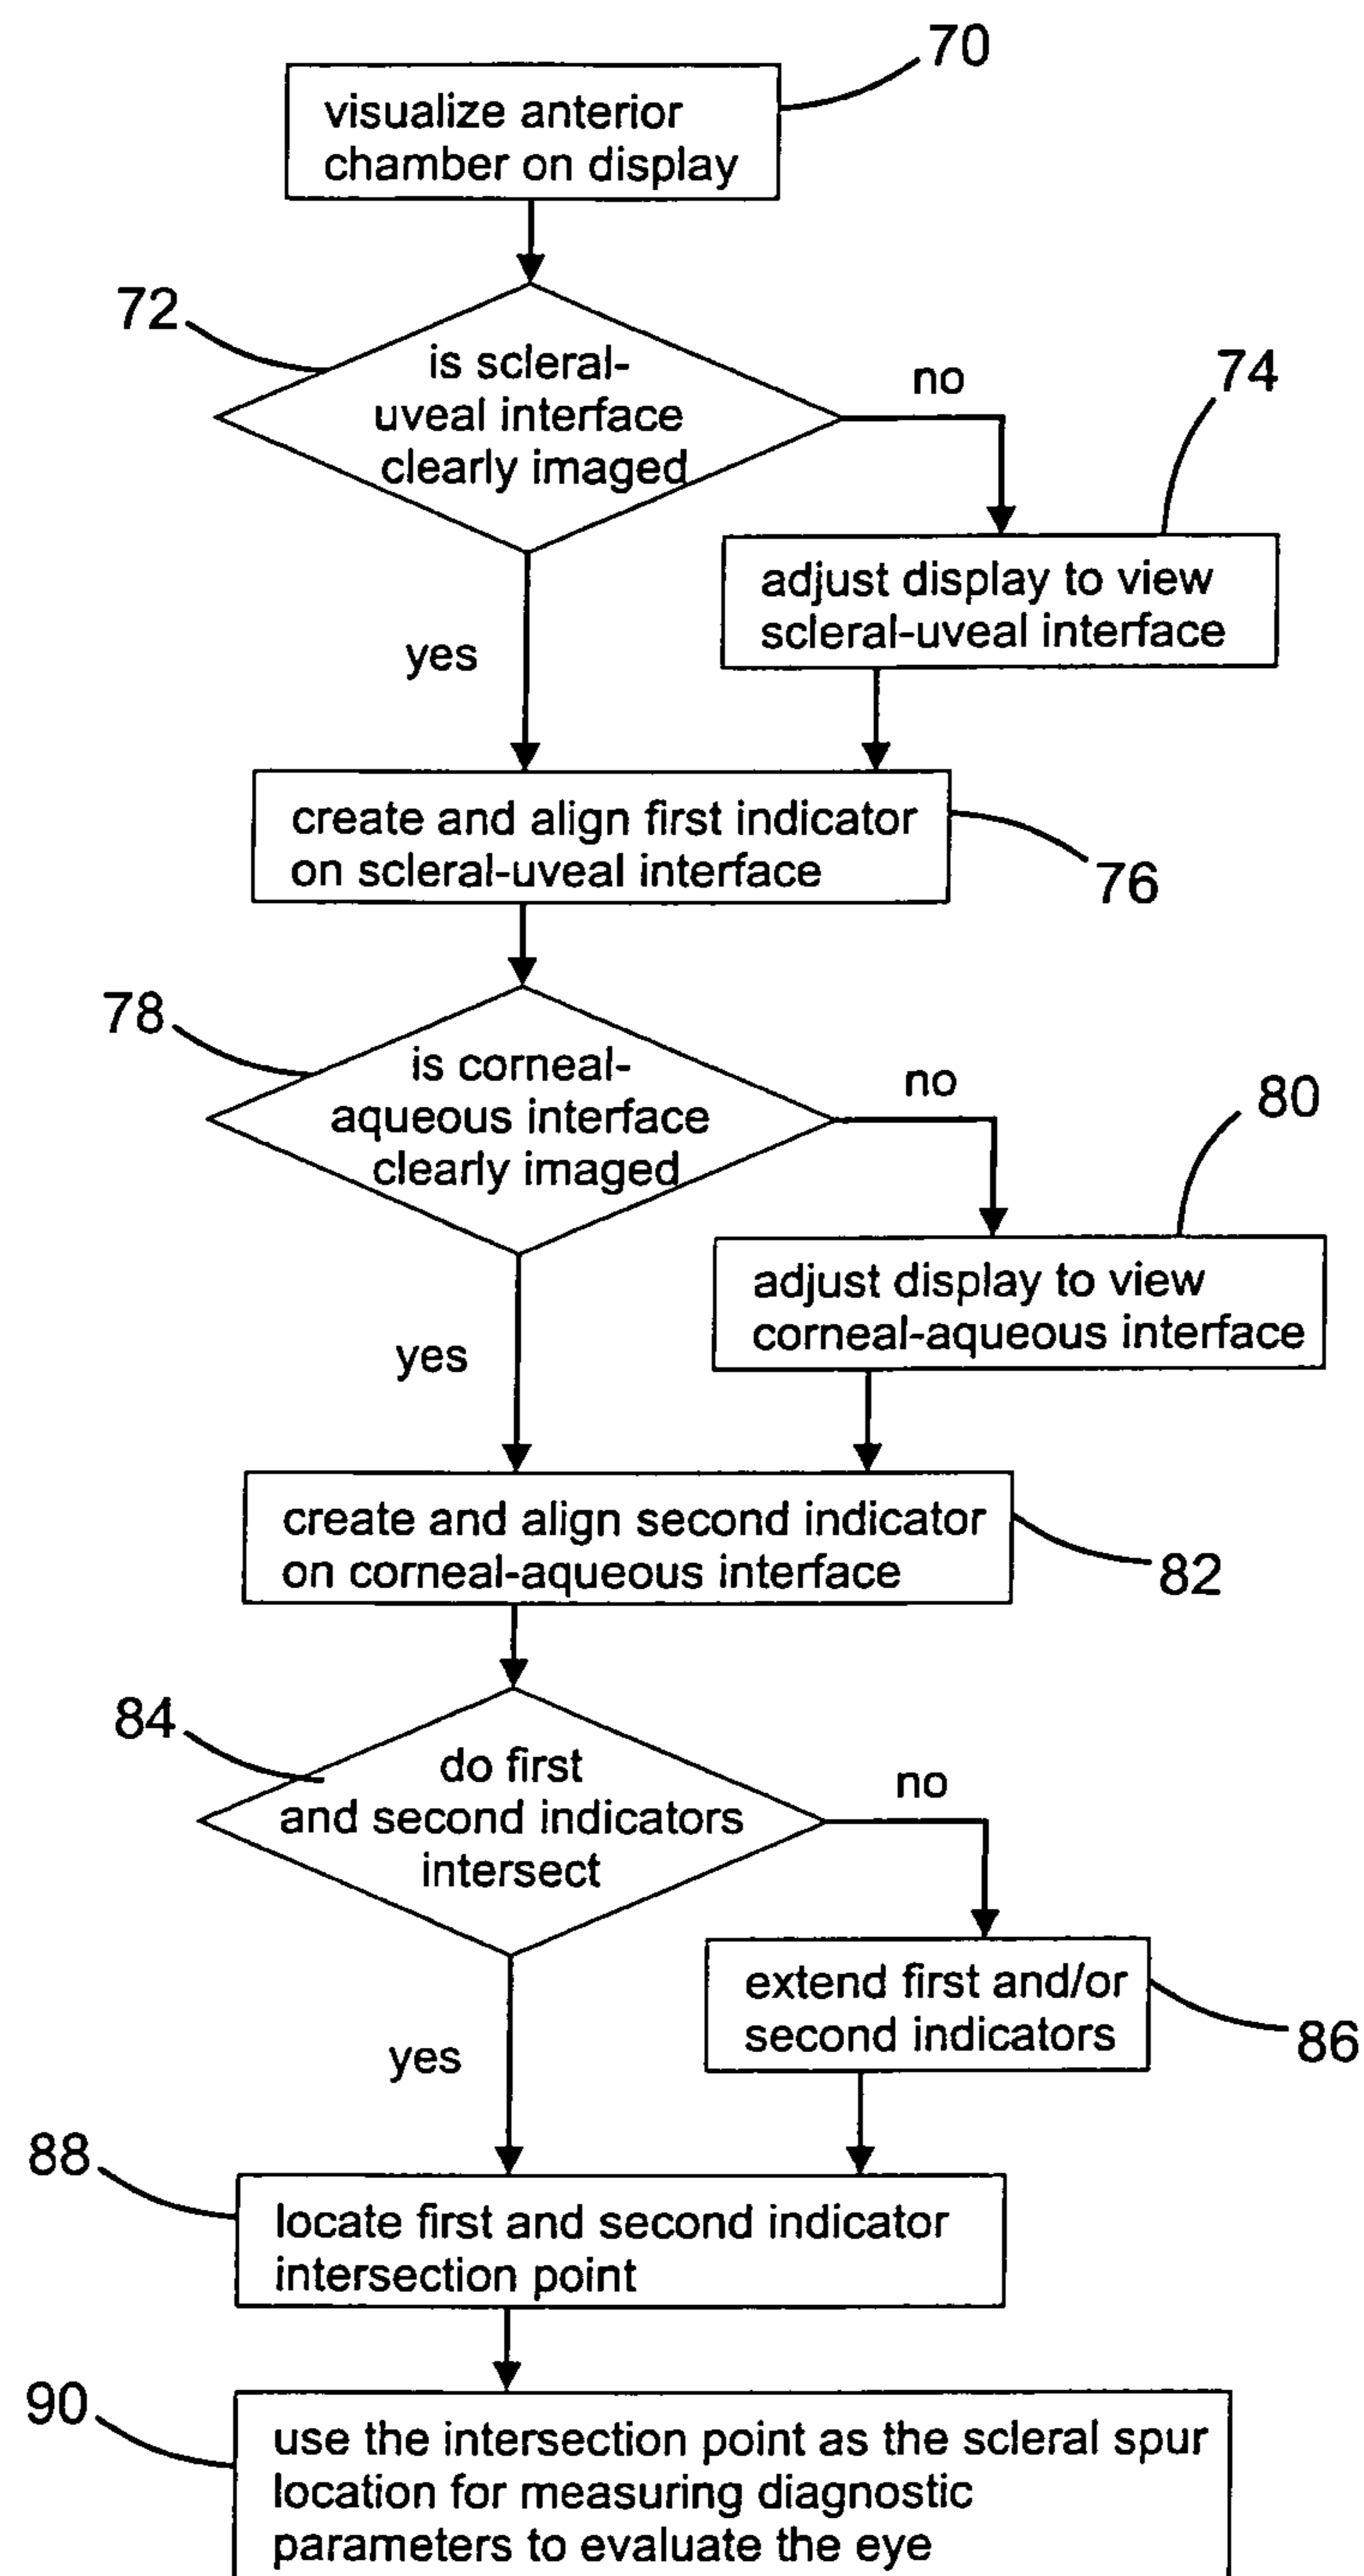 70
visualize anterior
chamber on display
72
is scleral-
uveal interface
clearly imaged
no
74
adjust display to view
scleral-uveal interface
yes
create and align first indicator
on scleral-uveal interface
76
78
is corneal-
aqueous interface
clearly imaged
no
80
adjust display to view
corneal-aqueous interface
yes
create and align second indicator
on corneal-aqueous interface
82
84
do first
and second indicators
intersect
no
extend first and/or
second indicators
86
yes
88
locate first and second indicator
intersection point
90
use the intersection point as the scleral spur
location for measuring diagnostic
parameters to evaluate the eye